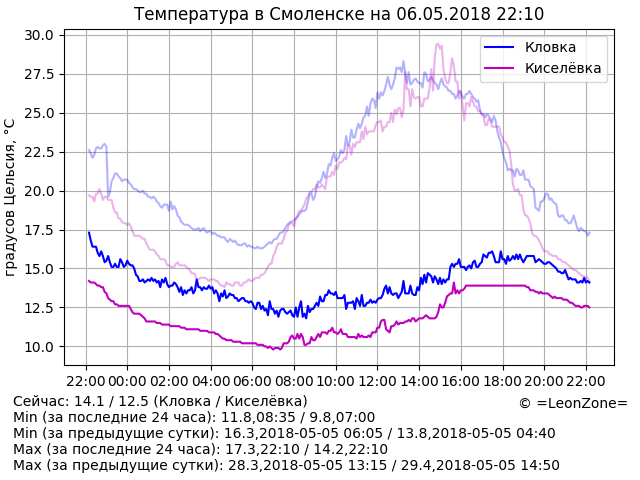 Температура в Смоленске на 06.05.2018 22:10
Кловка
Киселёвка
градусов Цельсия, °C
30.0
27.5
25.0
22.5
20.0
17.5
15.0
12.5
10.0
22:00 00:00 02:00 04:00 06:00 08:00 10:00 12:00 14:00 16:00 18:00 20:00 22:00
Сейчас: 14.1 / 12.5 (Кловка / Киселёвка)
© =LeonZone=
Min (за последние 24 часа): 11.8,08:35 / 9.8,07:00
Min (за предыдущие сутки): 16.3,2018-05-05 06:05 / 13.8,2018-05-05 04:40
Max (за последние 24 часа): 17.3,22:10 / 14.2,22:10
Max (за предыдущие сутки): 28.3,2018-05-05 13:15 / 29.4,2018-05-05 14:50